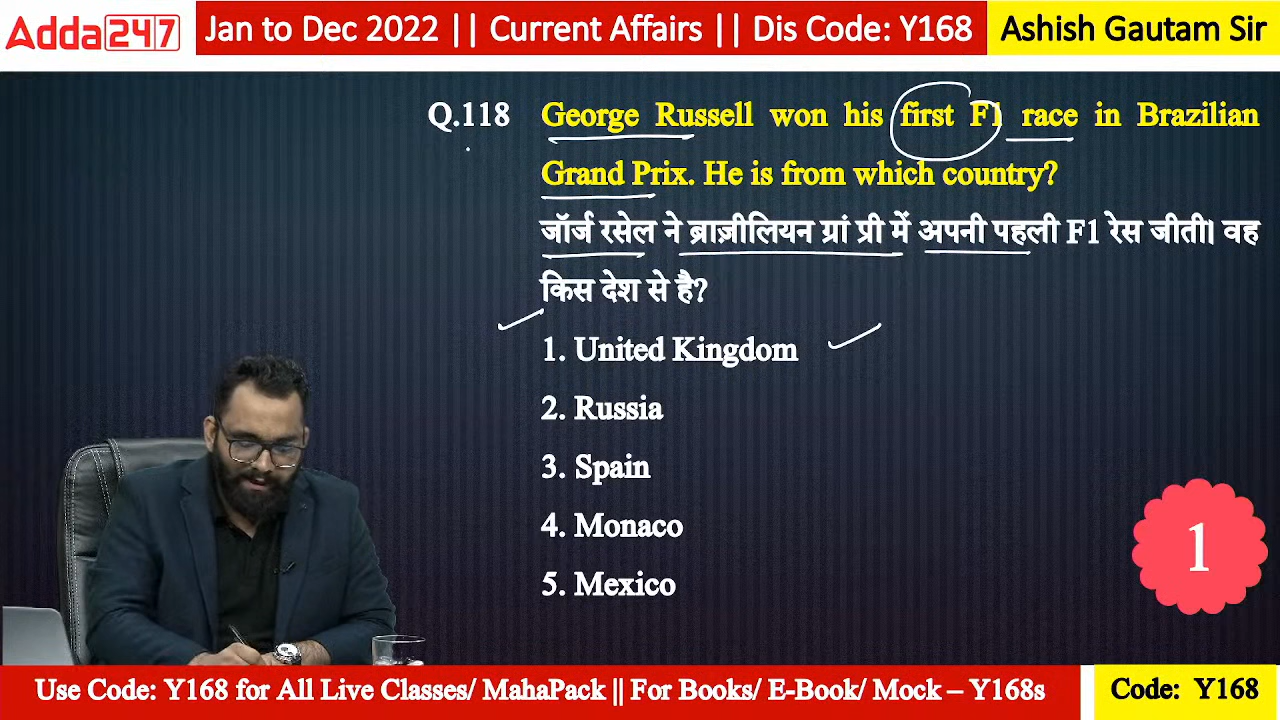 Adda247 Jan to Dec 2022 || Current Affairs || Dis Code: Y168 Ashish Gautam Sir
Q.118 George Russell won his first F1 race in Brazilian
Grand Prix. He is from which country?
जॉर्ज रसेल ने ब्राज़ीलियन ग्रां प्री में अपनी पहली F1 रेस जीती। वह
किस देश से है?
1. United Kingdom
2. Russia
3. Spain
4. Monaco
5. Mexico
1
Use Code: Y168 for All Live Classes/ MahaPack || For Books/ E-Book/ Mock – Y168s Code: Y168